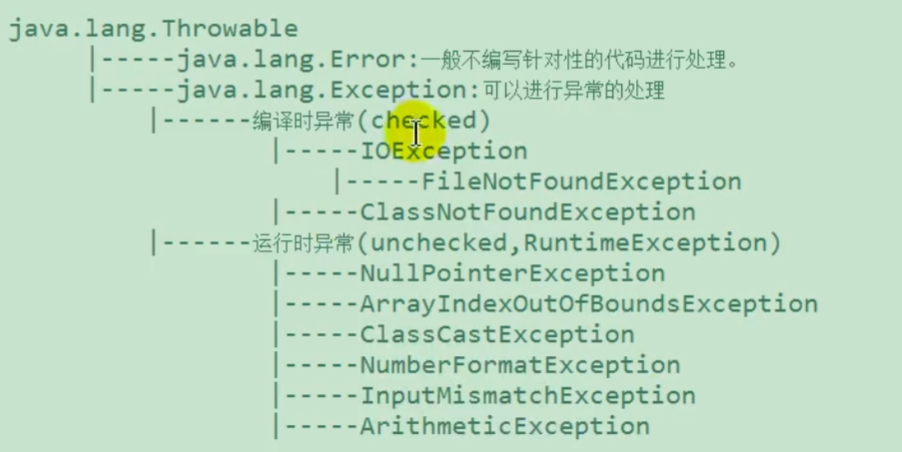 java.lang.Throwable
|-----java.lang.Error:一般不编写针对性的代码进行处理。
|-----java.lang.Exception:可以进行异常的处理
|------编译时异常(checked)
|-----IOException
|-----FileNotFoundException
|-----ClassNotFoundException
|------运行时异常(unchecked,RuntimeException)
|-----NullPointerException
|-----ArrayIndexOutOfBoundsException
|-----ClassCastException
|-----NumberFormatException
|-----InputMismatchException
|-----ArithmeticException